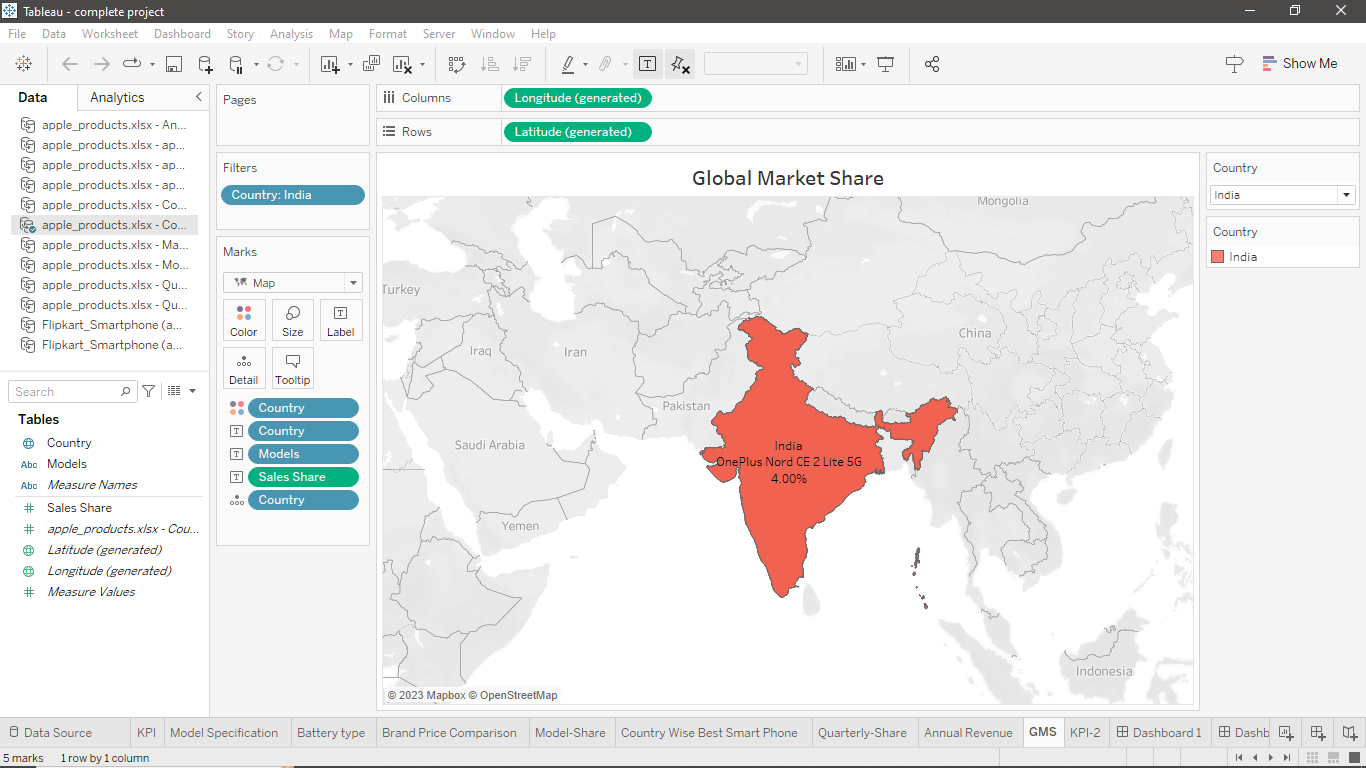 Tableau - complete project
File Data Worksheet Dashboard Story Analysis Map Format Server Window Help
Show Me
Data Analytics
apple_products.xlsx - An...
apple_products.xlsx - ap...
apple_products.xlsx - ap...
apple_products.xlsx - ap...
apple_products.xlsx - Co...
apple_products.xlsx - Co...
apple_products.xlsx - Ma...
apple_products.xlsx - Mo...
apple_products.xlsx - Qu...
apple_products.xlsx - Qu...
Flipkart_Smartphone (a...
Flipkart_Smartphone (a...
Search
Tables
Country
Abc Models
Abc Measure Names
Sales Share
apple_products.xlsx - Cou...
Latitude (generated)
Longitude (generated)
Measure Values
Pages
Filters
Country: India
Marks
Map
Color Size Label
Detail Tooltip
Country
Country
Models
Sales Share
Country
Columns Longitude (generated)
Rows Latitude (generated)
Global Market Share
Mongolia
Turkey
China
Iraq
Iran
Pakistan
Saudi Arabia
India
OnePlus Nord CE 2 Lite 5G
4.00%
Yemen
Indonesia
© 2023 Mapbox © OpenStreetMap
Country
India
Country
India
Data Source KPI Model Specification Battery type Brand Price Comparison Model-Share Country Wise Best Smart Phone Quarterly-Share Annual Revenue GMS KPI-2 Dashboard 1 Dashb
5 marks 1 row by 1 column